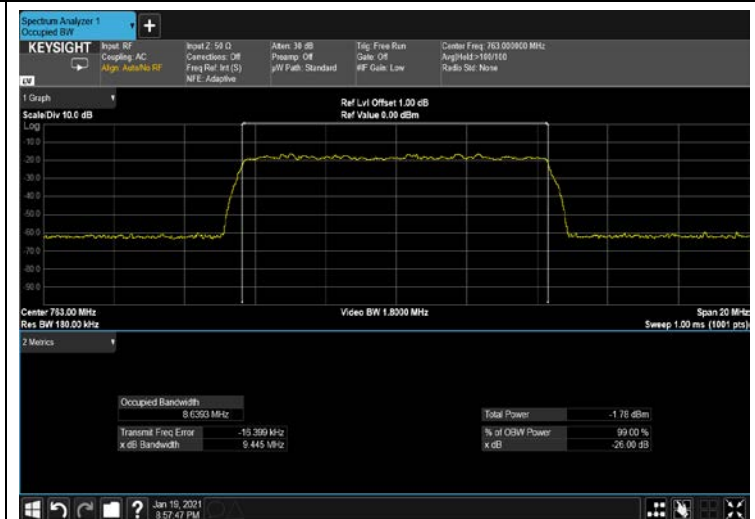 Spectrum Analyzer 1
Occupied BW
+
KEYSIGHT
Input: RF
Coupling: AC
Align: Auto/No RF
Input Z: 50 Ω
Corrections: Off
Freq Ref: Int (S)
NFE: Adaptive
Atten: 30 dB
Preamp: Off
µW Path: Standard
Trig: Free Run
Gate: Off
#IF Gain: Low
Center Freq: 763.000000 MHz
Avg|Hold:>100/100
Radio Std: None
1 Graph
Scale/Div 10.0 dB
Ref Lvl Offset 1.00 dB
Ref Value 0.00 dBm
Log
-10.0
-20.0
-30.0
-40.0
-50.0
-60.0
-70.0
-80.0
-90.0
Center 763.00 MHz
Res BW 180.00 kHz
Video BW 1.8000 MHz
Span 20 MHz
Sweep 1.00 ms (1001 pts)
2 Metrics
Occupied Bandwidth
8.6393 MHz
Transmit Freq Error -16.399 kHz
x dB Bandwidth 9.445 MHz
Total Power -1.78 dBm
% of OBW Power 99.00 %
x dB -26.00 dB
?
Jan 19, 2021
8:57:47 PM